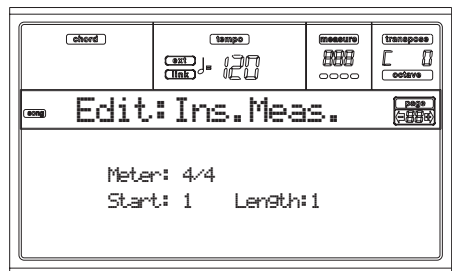 chord tempo measure transpose
ext link ♩= 120 888 C 0
octave
song Edit:Ins.Meas. page
88
Meter: 4/4
Start: 1 Length:1